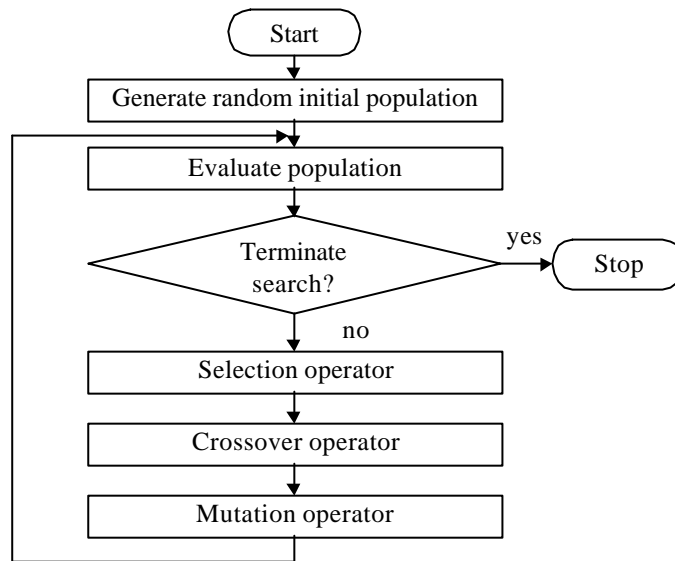 Start
Generate random initial population
Evaluate population
Terminate
search?
yes
Stop
no
Selection operator
Crossover operator
Mutation operator